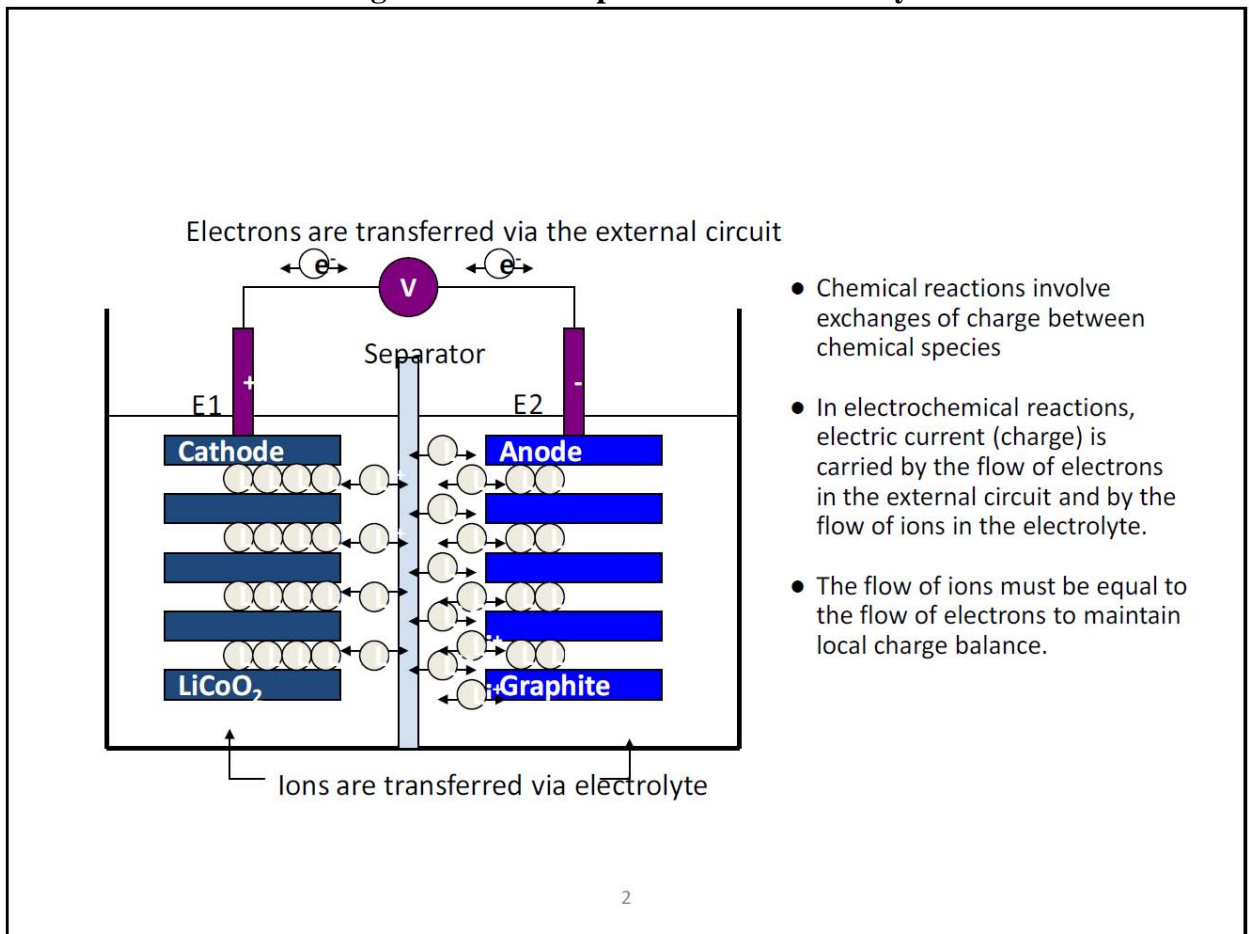 Electrons are transferred via the external circuit
e-
e-
V
Separator
+
-
E1
E2
Cathode
Anode
LiCoO2
Graphite
Ions are transferred via electrolyte
● Chemical reactions involve
exchanges of charge between
chemical species
● In electrochemical reactions,
electric current (charge) is
carried by the flow of electrons
in the external circuit and by the
flow of ions in the electrolyte.
● The flow of ions must be equal to
the flow of electrons to maintain
local charge balance.
2